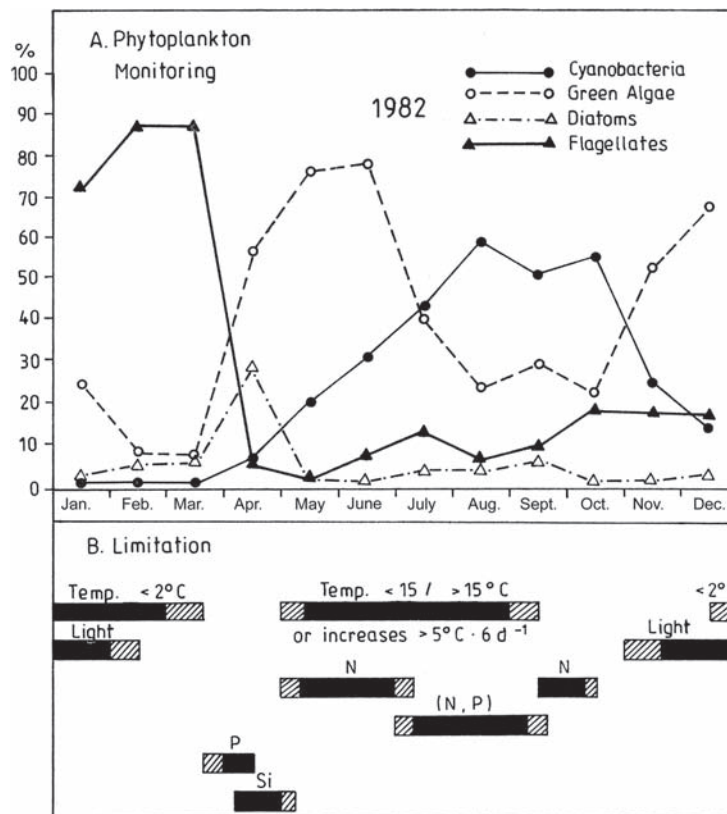 A. Phytoplankton
Monitoring
%
1982
Cyanobacteria
Green Algae
Diatoms
Flagellates
100
90
80
70
60
50
40
30
20
10
0
Jan. Feb. Mar. Apr. May June July Aug. Sept. Oct. Nov. Dec.
B. Limitation
Temp. <2°C
Temp. <15 / >15°C
<2°
Light
or increases >5°C · 6 d⁻¹
Light
N
N
(N, P)
P
Si